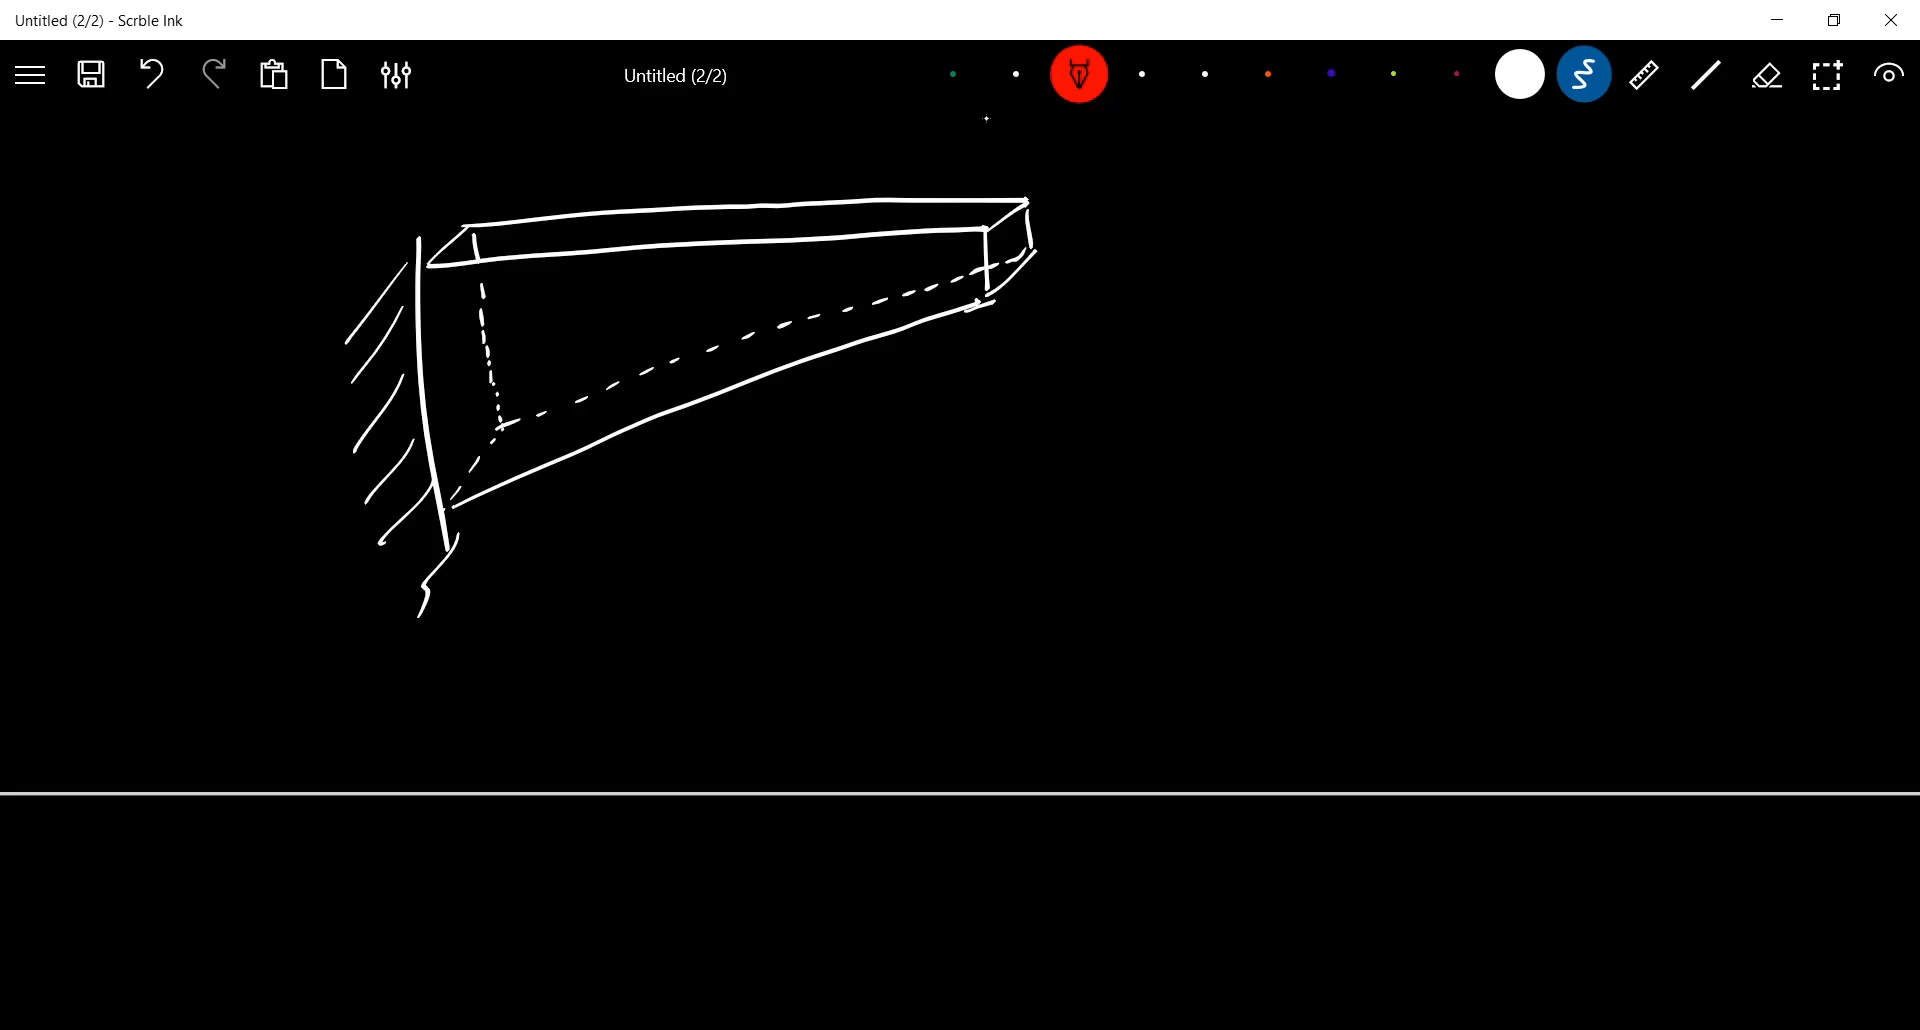 Untitled (2/2) - Scrble Ink
Untitled (2/2)